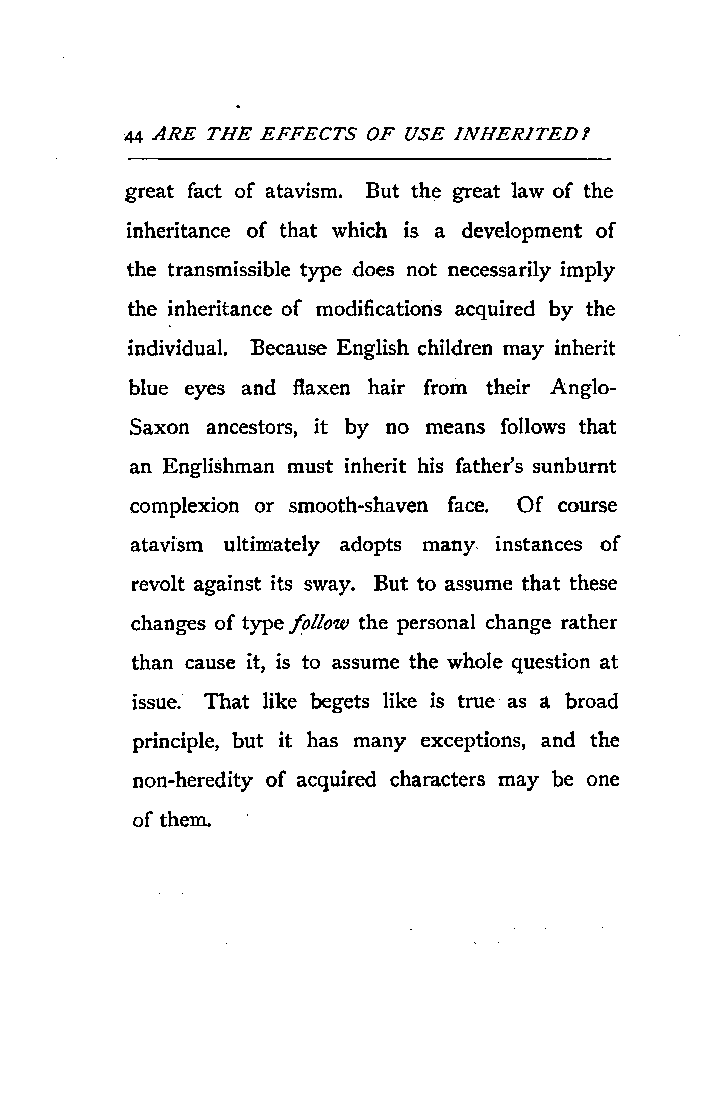 44 ARE THE EFFECTS OF USE INHERITED?
great fact of atavism. But the great law of the
inheritance of that which is a development of
the transmissible type does not necessarily imply
the inheritance of modifications acquired by the
individual. Because English children may inherit
blue eyes and flaxen hair from their Anglo-
Saxon ancestors, it by no means follows that
an Englishman must inherit his father's sunburnt
complexion or smooth-shaven face. Of course
atavism ultimately adopts many instances of
revolt against its sway. But to assume that these
changes of type follow the personal change rather
than cause it, is to assume the whole question at
issue. That like begets like is true as a broad
principle, but it has many exceptions, and the
non-heredity of acquired characters may be one
of them.